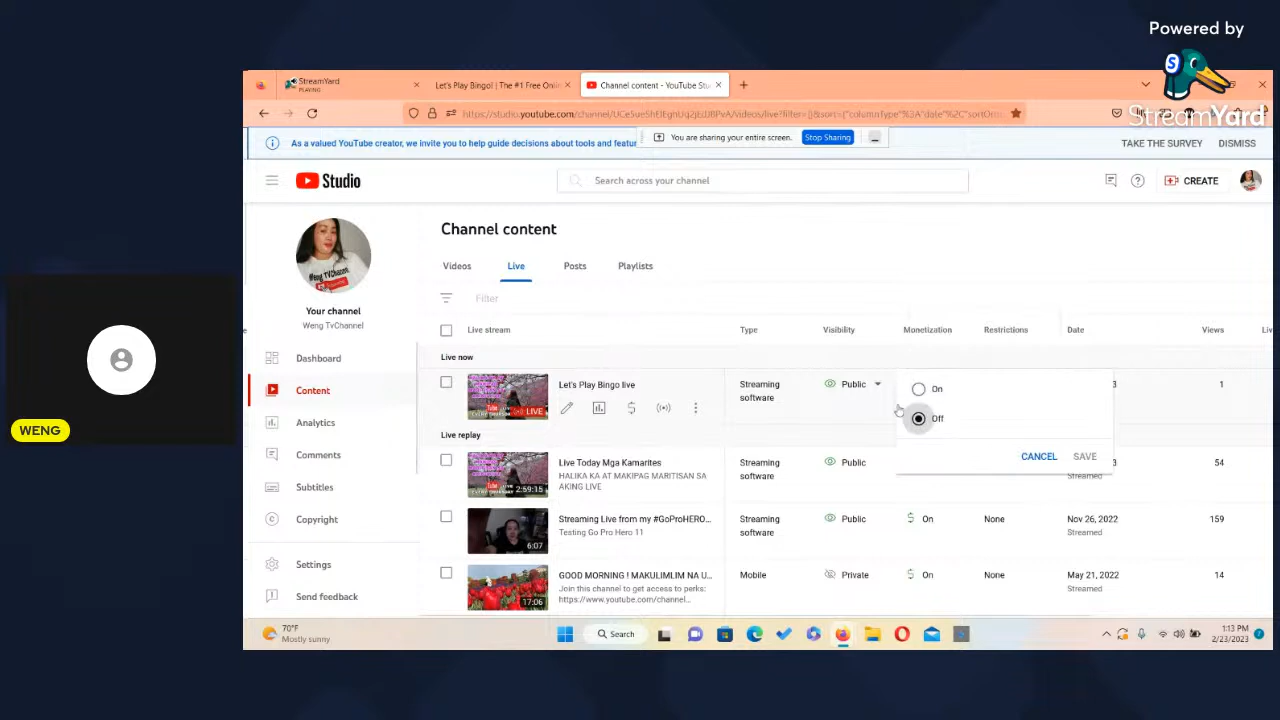 Powered by
StreamYard
StreamYard
PLAYING
Let's Play Bingo! | The #1 Free Onli
Channel content - YouTube Stu
As a valued YouTube creator, we invite you to help guide decisions about tools and featur
You are sharing your entire screen.
Stop Sharing
TAKE THE SURVEY
DISMISS
Studio
Search across your channel
CREATE
Your channel
Weng TvChannel
Dashboard
Content
Analytics
Comments
Subtitles
Copyright
Settings
Send feedback
Channel content
Videos
Live
Posts
Playlists
Filter
Live stream
Type
Visibility
Monetization
Restrictions
Date
Views
Live now
Let's Play Bingo live
LIVE
Streaming
software
Public
On
Off
CANCEL
SAVE
3
1
Live replay
2:59:15
Live Today Mga Kamarites
HALIKA KA AT MAKIPAG MARITISAN SA
AKING LIVE
Streaming
software
Public
3
Streamed
54
6:07
Streaming Live from my #GoProHERO...
Testing Go Pro Hero 11
Streaming
software
Public
On
None
Nov 26, 2022
Streamed
159
17:06
GOOD MORNING ! MAKULIMLIM NA U...
Join this channel to get access to perks:
https://www.youtube.com/channel...
Mobile
Private
On
None
May 21, 2022
Streamed
14
WENG
70°F
Mostly sunny
Search
1:13 PM
2/23/2023